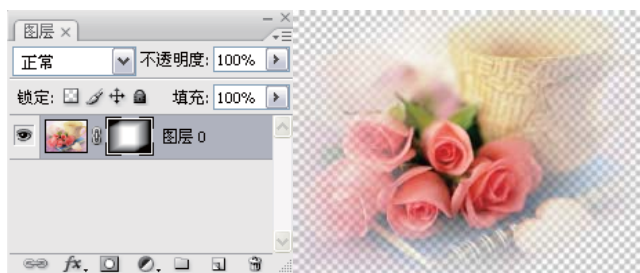 图层 ×
正常 不透明度: 100%
锁定: 填充: 100%
图层 0
fx.